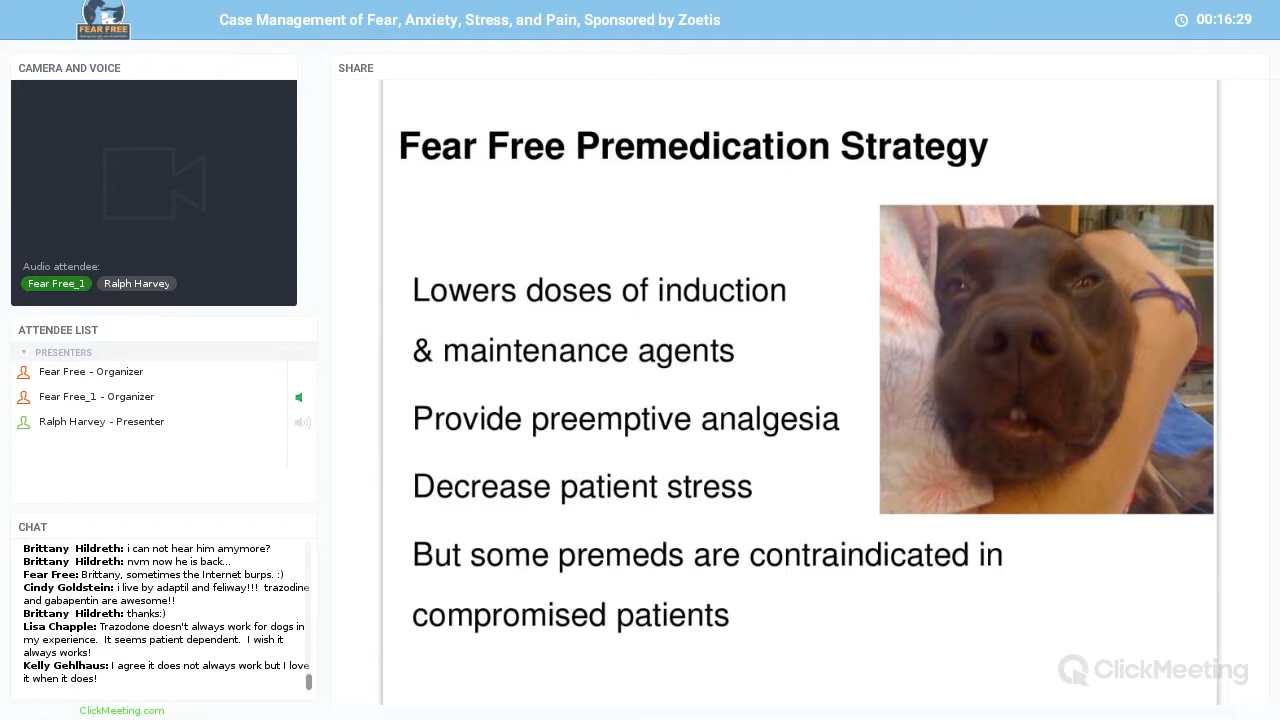 FEAR FREE
Case Management of Fear, Anxiety, Stress, and Pain, Sponsored by Zoetis
00:16:29
CAMERA AND VOICE
Audio attendee:
Fear Free_1
Ralph Harvey
ATTENDEE LIST
PRESENTERS
Fear Free - Organizer
Fear Free_1 - Organizer
Ralph Harvey - Presenter
CHAT
Brittany Hildreth: i can not hear him amymore?
Brittany Hildreth: nvm now he is back...
Fear Free: Brittany, sometimes the Internet burps. :)
Cindy Goldstein: i live by adaptil and feliway!!! trazodine
and gabapentin are awesome!!
Brittany Hildreth: thanks:)
Lisa Chapple: Trazodone doesn't always work for dogs in
my experience. It seems patient dependent. I wish it
always works!
Kelly Gehlhaus: I agree it does not always work but I love
it when it does!
ClickMeeting.com
SHARE
Fear Free Premedication Strategy
Lowers doses of induction
& maintenance agents
Provide preemptive analgesia
Decrease patient stress
But some premeds are contraindicated in
compromised patients
ClickMeeting